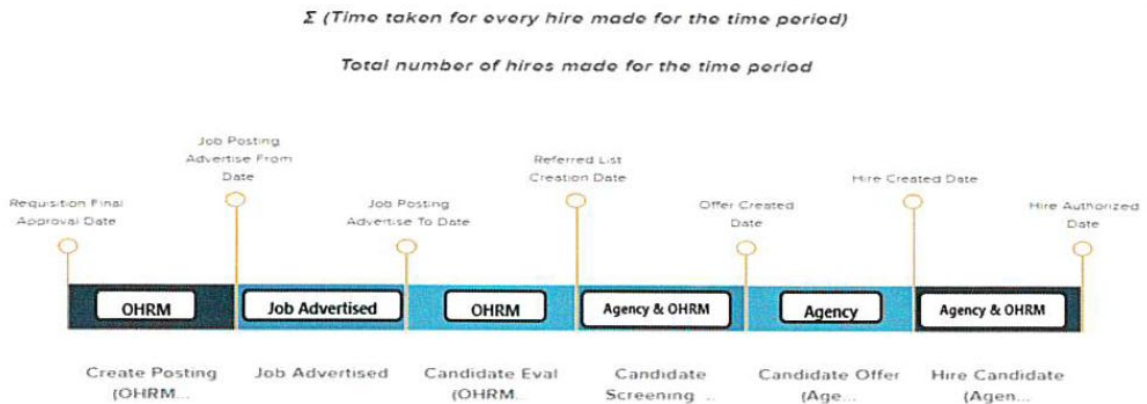 Σ (Time taken for every hire made for the time period)
Total number of hires made for the time period
Job Posting
Advertise From
Date
Referred List
Creation Date
Hire Created Date
Requisition Final
Approval Date
Job Posting
Advertise To Date
Offer Created
Date
Hire Authorized
Date
OHRM
Job Advertised
OHRM
Agency & OHRM
Agency
Agency & OHRM
Create Posting
(OHRM...
Job Advertised
Candidate Eval
(OHRM...
Candidate
Screening ...
Candidate Offer
(Age...
Hire Candidate
(Agen...